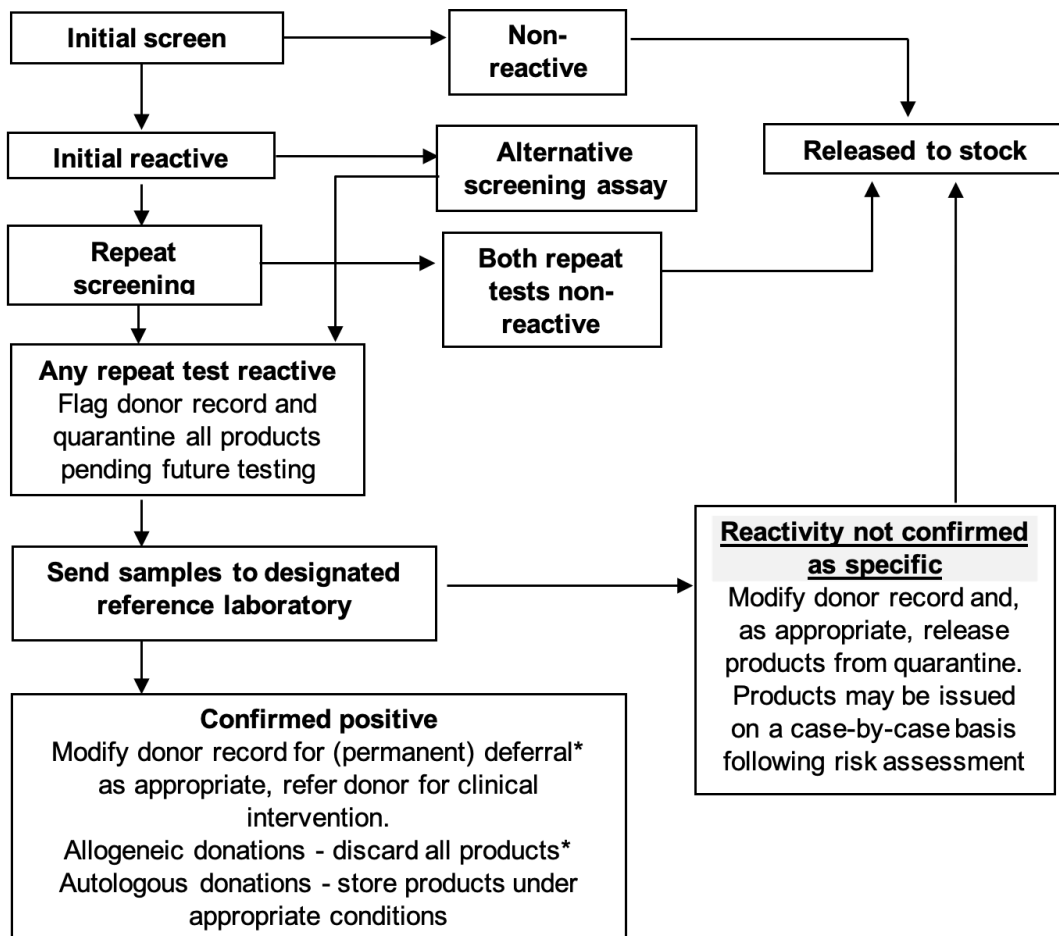 Initial screen
Non-
reactive
Initial reactive
Alternative
screening assay
Released to stock
Repeat
screening
Both repeat
tests non-
reactive
Any repeat test reactive
Flag donor record and
quarantine all products
pending future testing
Send samples to designated
reference laboratory
Reactivity not confirmed
as specific
Modify donor record and,
as appropriate, release
products from quarantine.
Products may be issued
on a case-by-case basis
following risk assessment
Confirmed positive
Modify donor record for (permanent) deferral*
as appropriate, refer donor for clinical
intervention.
Allogeneic donations - discard all products*
Autologous donations - store products under
appropriate conditions